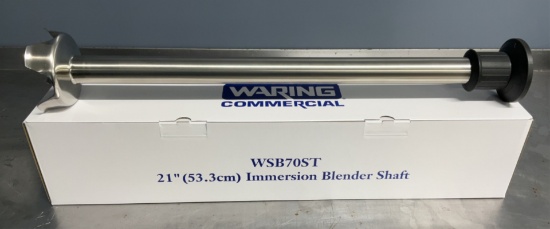 WARING
COMMERCIAL
WSB70ST
21" (53.3cm) Immersion Blender Shaft